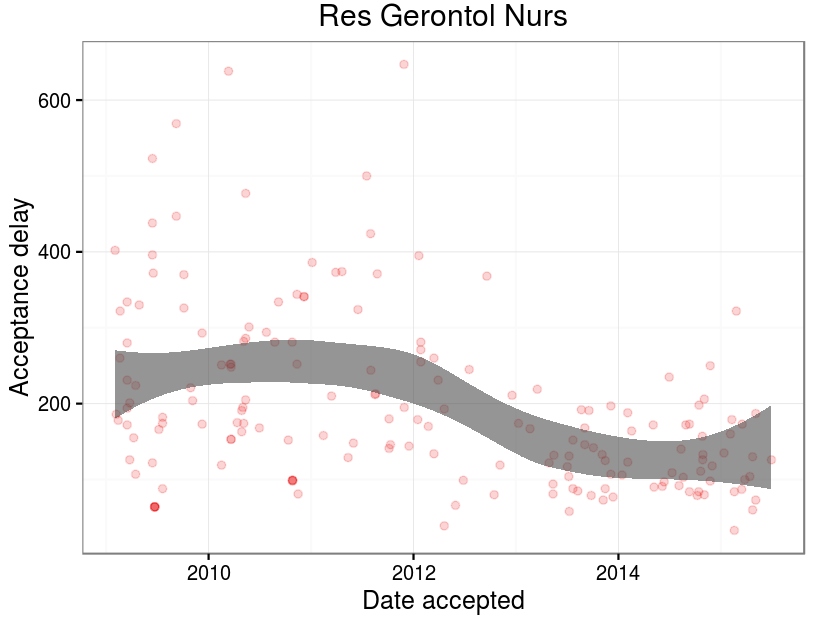 Res Gerontol Nurs
Acceptance delay
600
400
200
2010 2012 2014
Date accepted